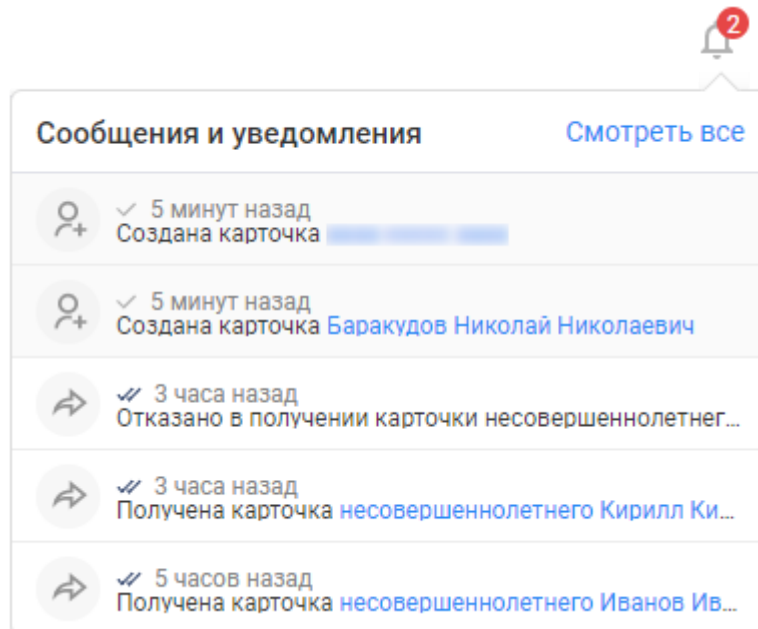 2
Сообщения и уведомления Смотреть все
5 минут назад
Создана карточка
5 минут назад
Создана карточка Баракудов Николай Николаевич
3 часа назад
Отказано в получении карточки несовершеннолетнег...
3 часа назад
Получена карточка несовершеннолетнего Кирилл Ки...
5 часов назад
Получена карточка несовершеннолетнего Иванов Ив...